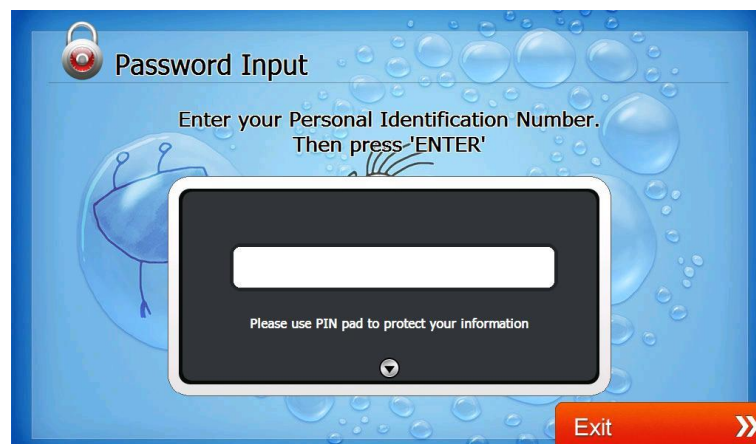 Password Input
Enter your Personal Identification Number.
Then press 'ENTER'
Please use PIN pad to protect your information
Exit